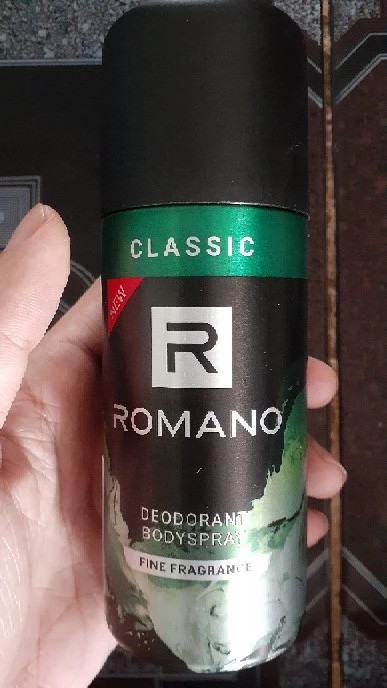 CLASSIC
NEW
R
ROMANO
DEODORANT
BODYSPRAY
FINE FRAGRANCE